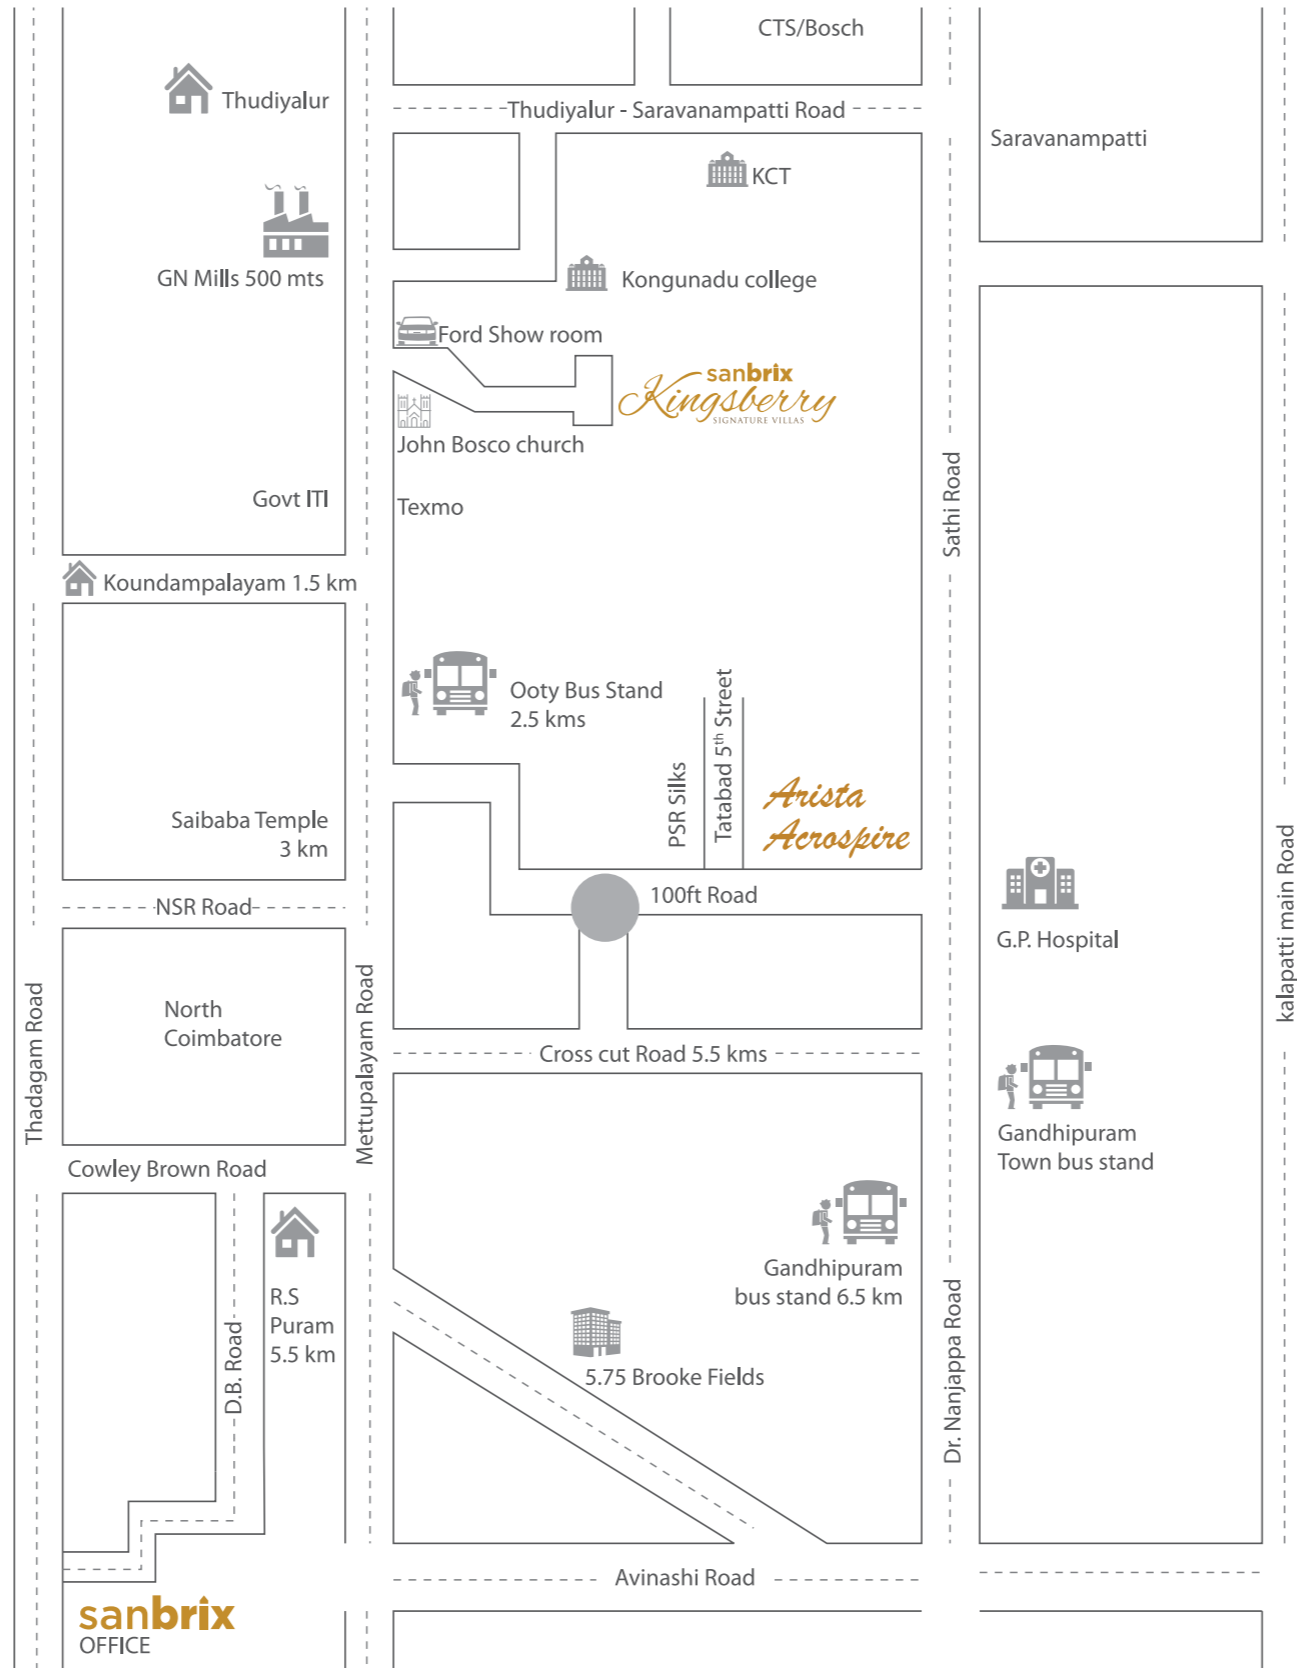 CTS/Bosch
Thudiyalur
Thudiyalur - Saravanampatti Road
Saravanampatti
KCT
GN Mills 500 mts
Kongunadu college
Ford Show room
sanbrix
Kingsberry
SIGNATURE VILLAS
John Bosco church
Govt ITI
Texmo
Sathi Road
Koundampalayam 1.5 km
Ooty Bus Stand
2.5 kms
PSR Silks
Tatabad 5th Street
Arista
Acrospire
Saibaba Temple
3 km
kalapatti main Road
100ft Road
NSR Road
G.P. Hospital
North
Coimbatore
Thadagam Road
Mettupalayam Road
Cross cut Road 5.5 kms
Gandhipuram
Town bus stand
Cowley Brown Road
Gandhipuram
bus stand 6.5 km
R.S
Puram
5.5 km
D.B. Road
5.75 Brooke Fields
Dr. Nanjappa Road
Avinashi Road
sanbrix
OFFICE